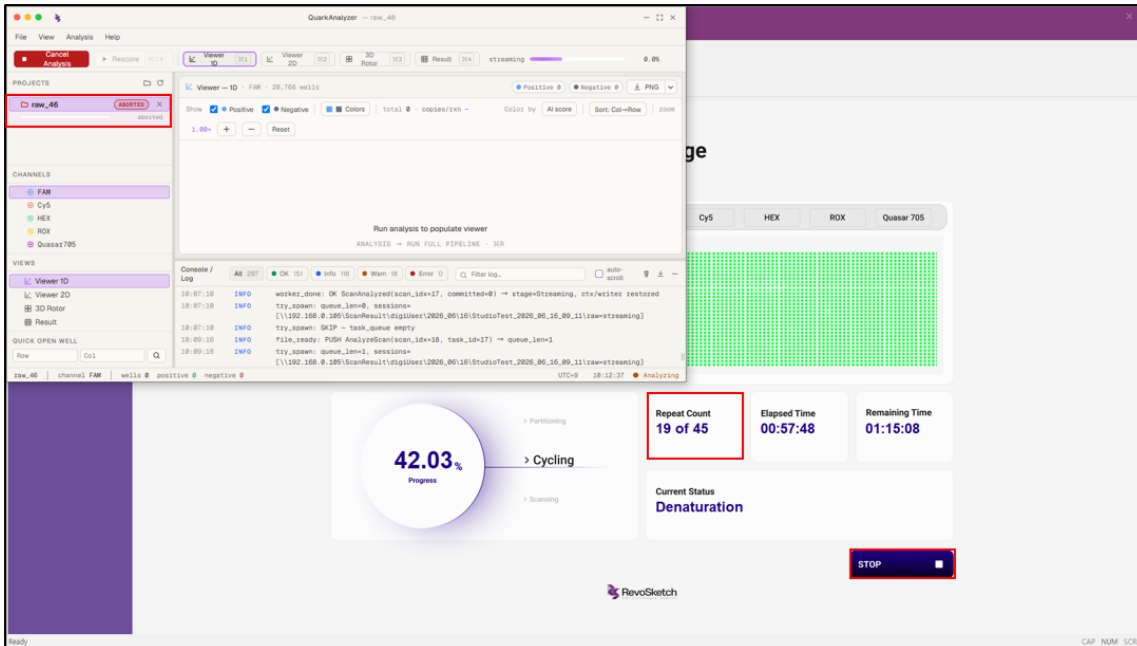 QuarkAnalyzer — raw_46
File View Analysis Help
Cancel Analysis
Rescore
Viewer 1D ⌘1
Viewer 2D ⌘2
3D Rotor ⌘3
Result ⌘4
streaming
0.0%
PROJECTS
raw_46 ABORTED ×
aborted
Viewer — 1D · FAM · 20,766 wells
Positive 0 Negative 0 PNG
Show Positive Negative Colors total 0 · copies/rxn — Color by AI score Sort: Col→Row zoom
1.00× + − Reset
Run analysis to populate viewer
ANALYSIS → RUN FULL PIPELINE · ⌘R
CHANNELS
FAM
Cy5
HEX
ROX
Quasar705
VIEWS
Viewer 1D
Viewer 2D
3D Rotor
Result
QUICK OPEN WELL
Row Col
Console / Log
All 287 OK 151 Info 118 Warn 18 Error 0 Filter log… auto-scroll
10:07:10 INFO worker_done: OK ScanAnalyzed(scan_idx=17, committed=0) → stage=Streaming, ctx/writer restored
10:07:10 INFO try_spawn: queue_len=0, sessions=
[\\192.168.0.105\ScanResult\digiUser\2026_06\16\StudioTest_2026_06_16_09_11\raw=streaming]
10:07:10 INFO try_spawn: SKIP — task_queue empty
10:09:16 INFO file_ready: PUSH AnalyzeScan(scan_idx=18, task_id=17) → queue_len=1
10:09:16 INFO try_spawn: queue_len=1, sessions=
[\\192.168.0.105\ScanResult\digiUser\2026_06\16\StudioTest_2026_06_16_09_11\raw=streaming]
raw_46 channel FAM wells 0 positive 0 negative 0
UTC+9 10:12:37 Analyzing
ge
Cy5 HEX ROX Quasar 705
42.03%
Progress
> Partitioning
> Cycling
> Scanning
Repeat Count
19 of 45
Elapsed Time
00:57:48
Remaining Time
01:15:08
Current Status
Denaturation
STOP
RevoSketch
Ready
CAP NUM SCR